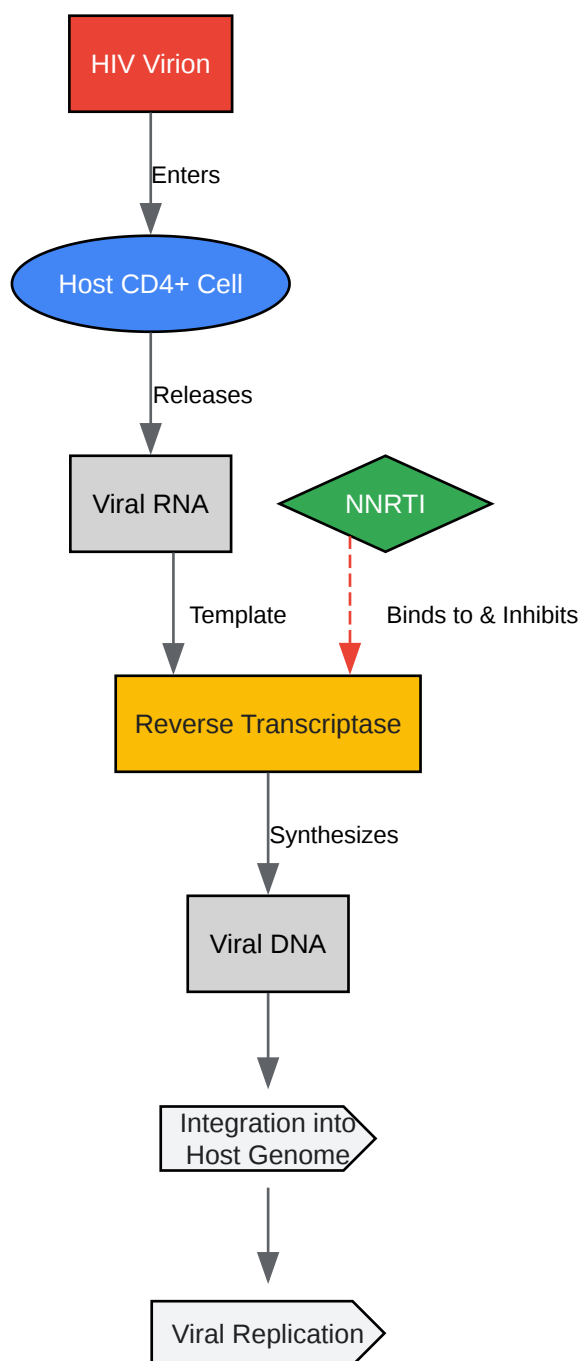 HIV Virion
Enters
Host CD4+ Cell
Releases
Viral RNA
NNRTI
Template
Binds to & Inhibits
Reverse Transcriptase
Synthesizes
Viral DNA
Integration into
Host Genome
Viral Replication